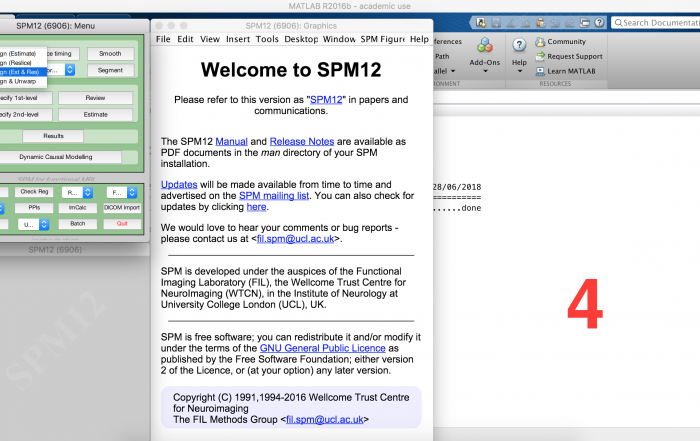 MATLAB R2016b - academic use
SPM12 (6906): Menu
SPM12 (6906): Graphics
File Edit View Insert Tools Desktop Window SPM Figure Help
Search Documentation
ign (Estimate)
ign (Reslice)
ign (Est & Res)
ign & Unwarp
ce timing
Smooth
or...
Segment
ecify 1st-level
Review
ecify 2nd-level
Estimate
Results
Dynamic Causal Modelling
SPM for functional MRI
Check Reg
R...
F...
PPIs
ImCalc
DICOM Import
U...
Batch
Quit
SPM12 (6906)
SPM12
Welcome to SPM12
Please refer to this version as "SPM12" in papers and
communications.
The SPM12 Manual and Release Notes are available as
PDF documents in the man directory of your SPM
installation.
Updates will be made available from time to time and
advertised on the SPM mailing list. You can also check for
updates by clicking here.
We would love to hear your comments or bug reports -
please contact us at <fil.spm@ucl.ac.uk>.
SPM is developed under the auspices of the Functional
Imaging Laboratory (FIL), the Wellcome Trust Centre for
NeuroImaging (WTCN), in the Institute of Neurology at
University College London (UCL), UK.
SPM is free software; you can redistribute it and/or modify it
under the terms of the GNU General Public Licence as
published by the Free Software Foundation; either version
2 of the Licence, or (at your option) any later version.
Copyright (C) 1991,1994-2016 Wellcome Trust Centre
for Neuroimaging
The FIL Methods Group <fil.spm@ucl.ac.uk>
ferences
Path
allel
Add-Ons
Help
Community
Request Support
Learn MATLAB
ONMENT
RESOURCES
28/06/2018
===========
......done
4